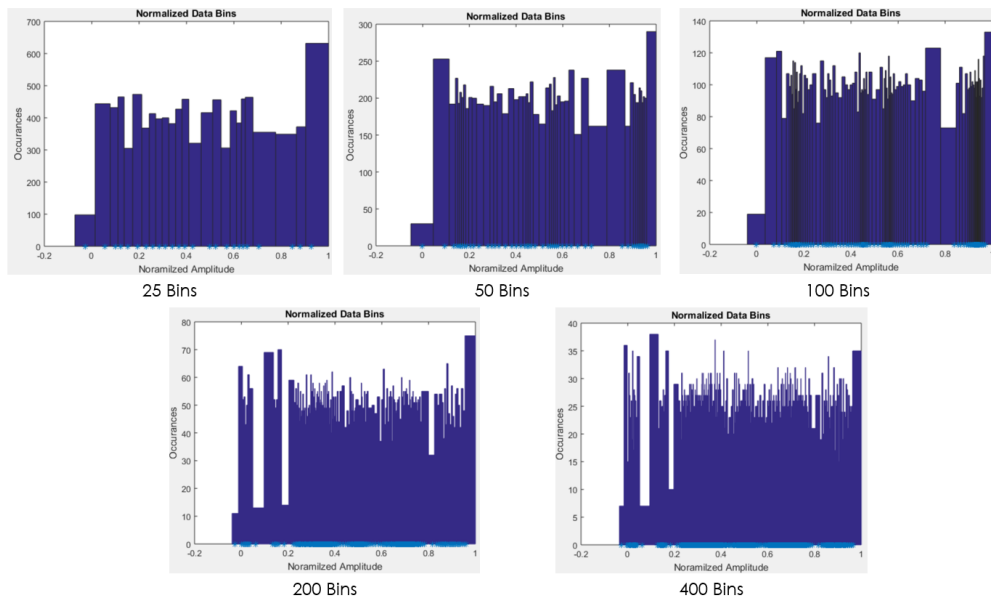 Normalized Data Bins
Occurances
700
600
500
400
300
200
100
0
-0.2 0 0.2 0.4 0.6 0.8 1
Noramilzed Amplitude
25 Bins
Normalized Data Bins
Occurances
300
250
200
150
100
50
0
-0.2 0 0.2 0.4 0.6 0.8 1
Noramilzed Amplitude
50 Bins
Normalized Data Bins
Occurances
140
120
100
80
60
40
20
0
-0.2 0 0.2 0.4 0.6 0.8 1
Noramilzed Amplitude
100 Bins
Normalized Data Bins
Occurances
80
70
60
50
40
30
20
10
0
-0.2 0 0.2 0.4 0.6 0.8 1
Noramilzed Amplitude
200 Bins
Normalized Data Bins
Occurances
40
35
30
25
20
15
10
5
0
-0.2 0 0.2 0.4 0.6 0.8 1
Noramilzed Amplitude
400 Bins